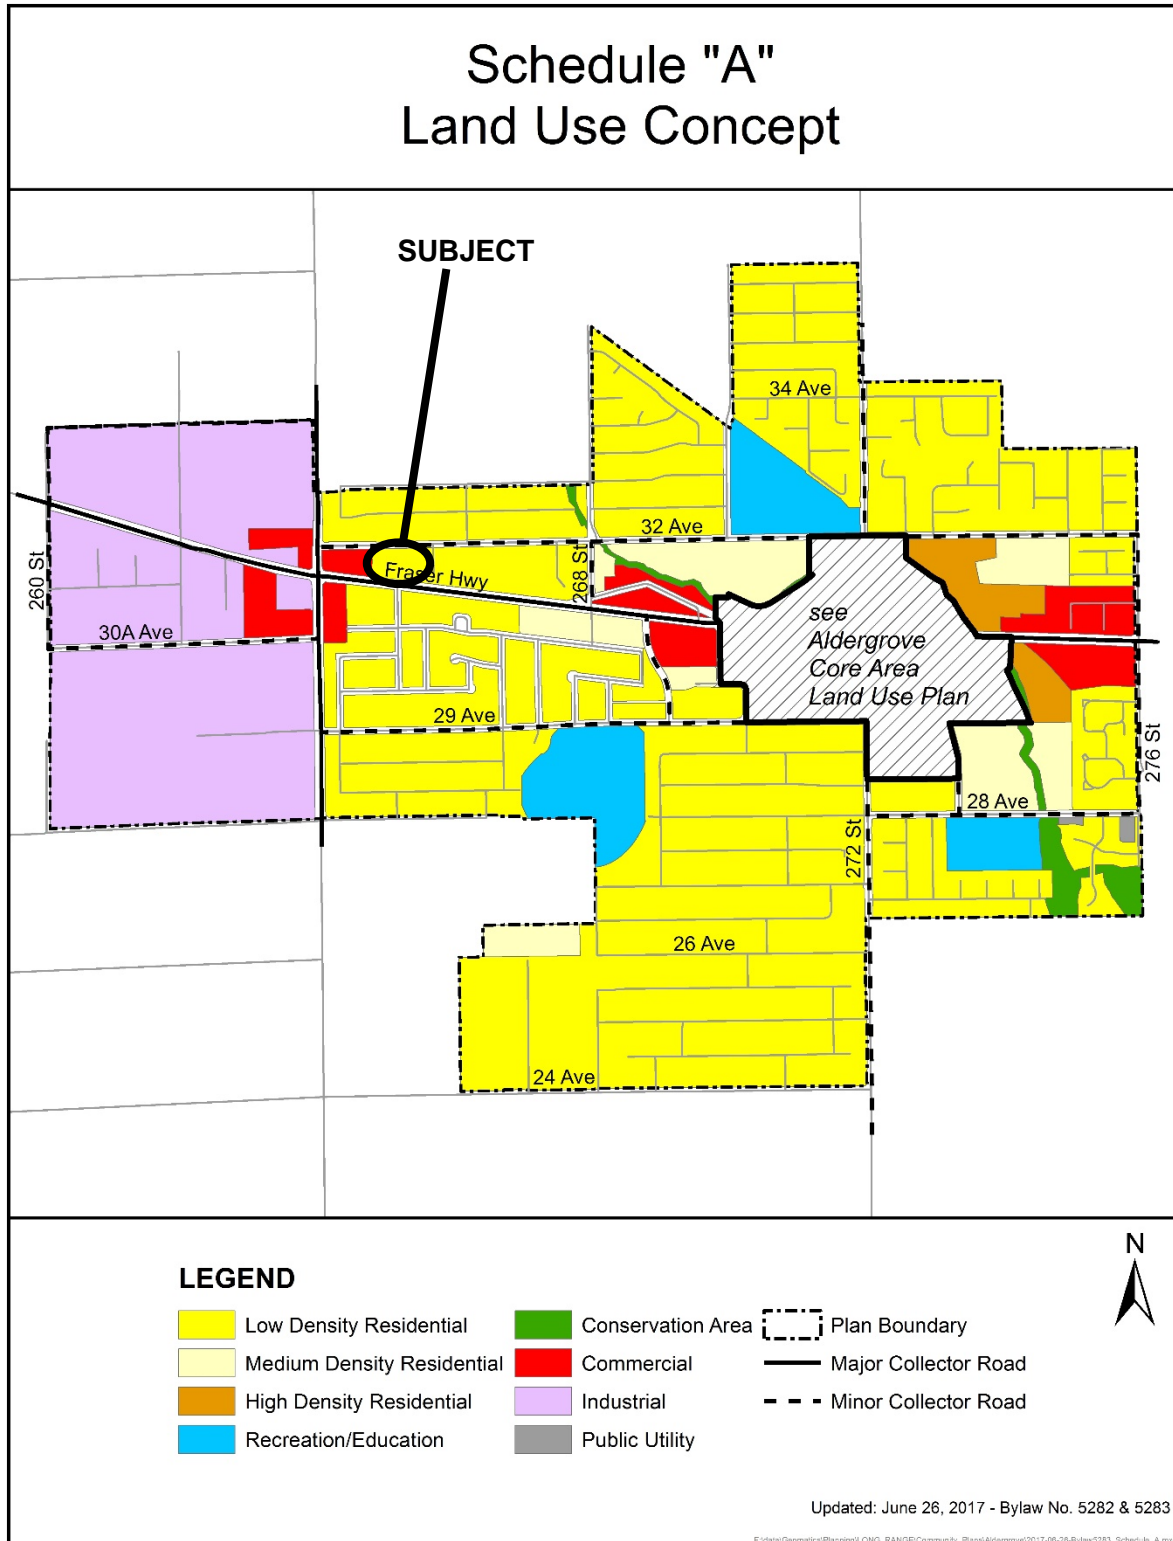 Schedule "A"
Land Use Concept
SUBJECT
34 Ave
32 Ave
268 St
Fraser Hwy
260 St
30A Ave
see
Aldergrove
Core Area
Land Use Plan
29 Ave
276 St
28 Ave
272 St
26 Ave
24 Ave
N
LEGEND
Low Density Residential
Medium Density Residential
High Density Residential
Recreation/Education
Conservation Area
Commercial
Industrial
Public Utility
Plan Boundary
Major Collector Road
Minor Collector Road
Updated: June 26, 2017 - Bylaw No. 5282 & 5283